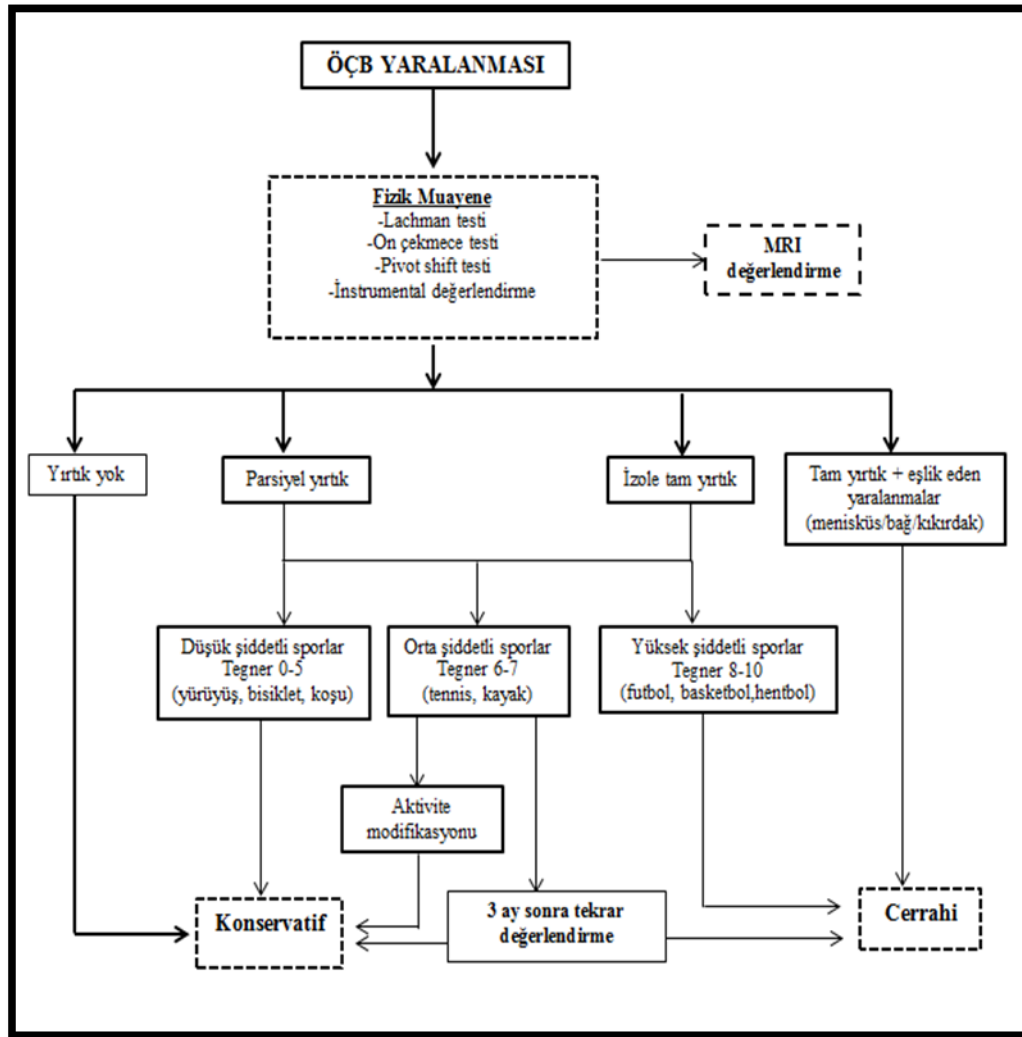 ÖÇB YARALANMASI
Fizik Muayene
-Lachman testi
-On çekmece testi
-Pivot shift testi
-İnstrumental değerlendirme
MRI
değerlendirme
Yırtık yok
Parsiyel yırtık
İzole tam yırtık
Tam yırtık + eşlik eden
yaralanmalar
(menisküs/bağ/kıkırdak)
Düşük şiddetli sporlar
Tegner 0-5
(yürüyüş, bisiklet, koşu)
Orta şiddetli sporlar
Tegner 6-7
(tennis, kayak)
Yüksek şiddetli sporlar
Tegner 8-10
(futbol, basketbol,hentbol)
Aktivite
modifikasyonu
Konservatif
3 ay sonra tekrar
değerlendirme
Cerrahi